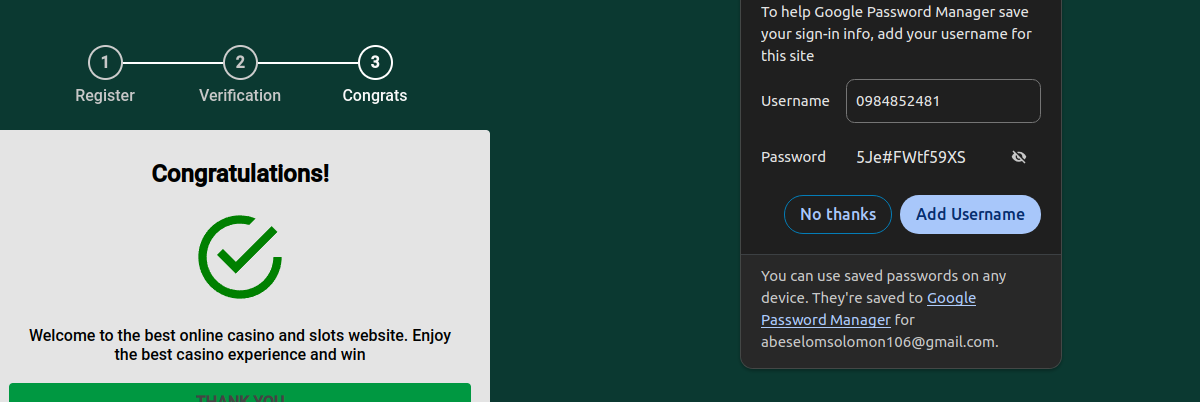 1 2 3
Register Verification Congrats
Congratulations!
Welcome to the best online casino and slots website. Enjoy
the best casino experience and win
THANK YOU
To help Google Password Manager save
your sign-in info, add your username for
this site
Username 0984852481
Password 5Je#FWtf59XS
No thanks Add Username
You can use saved passwords on any
device. They're saved to Google
Password Manager for
abeselomsolomon106@gmail.com.